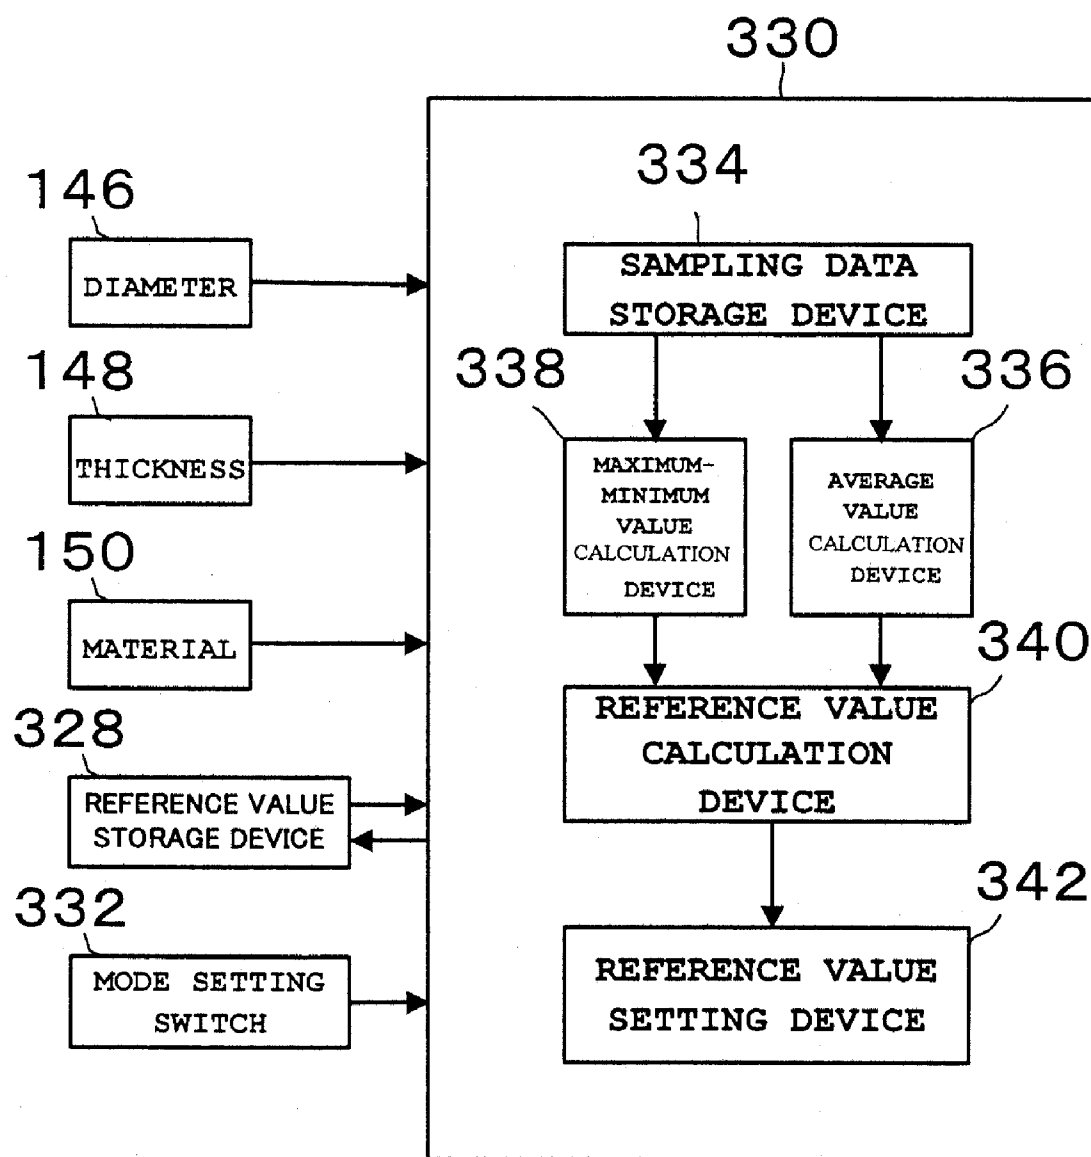 330
334
146
DIAMETER
SAMPLING DATA
STORAGE DEVICE
148
THICKNESS
338
336
MAXIMUM-
MINIMUM
VALUE
CALCULATION
DEVICE
AVERAGE
VALUE
CALCULATION
DEVICE
150
MATERIAL
340
REFERENCE VALUE
CALCULATION
DEVICE
328
REFERENCE VALUE
STORAGE DEVICE
332
MODE SETTING
SWITCH
342
REFERENCE VALUE
SETTING DEVICE